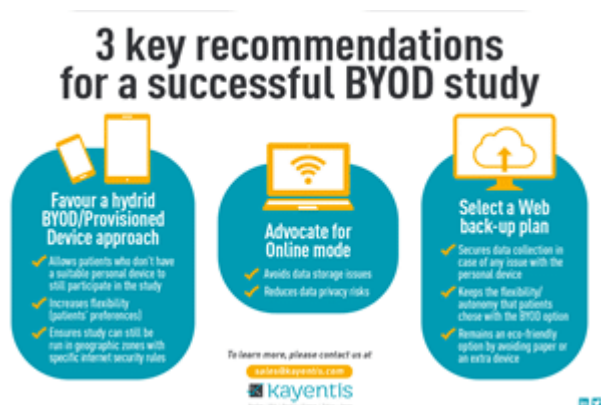 3 key recommendations
for a successful BYOD study
Favour a hydrid
BYOD/Provisioned
Device approach
Allows patients who don't have
a suitable personal device to
still participate in the study
Increases flexibility
(patients' preferences)
Ensures study can still be
run in geographic zones with
specific internet security rules
Advocate for
Online mode
Avoids data storage issues
Reduces data privacy risks
Select a Web
back-up plan
Secures data collection in
case of any issue with the
personal device
Keeps the flexibility/
autonomy that patients
chose with the BYOD option
Remains an eco-friendly
option by avoiding paper or
an extra device
To learn more, please contact us at
sales@kayentis.com
kayentis